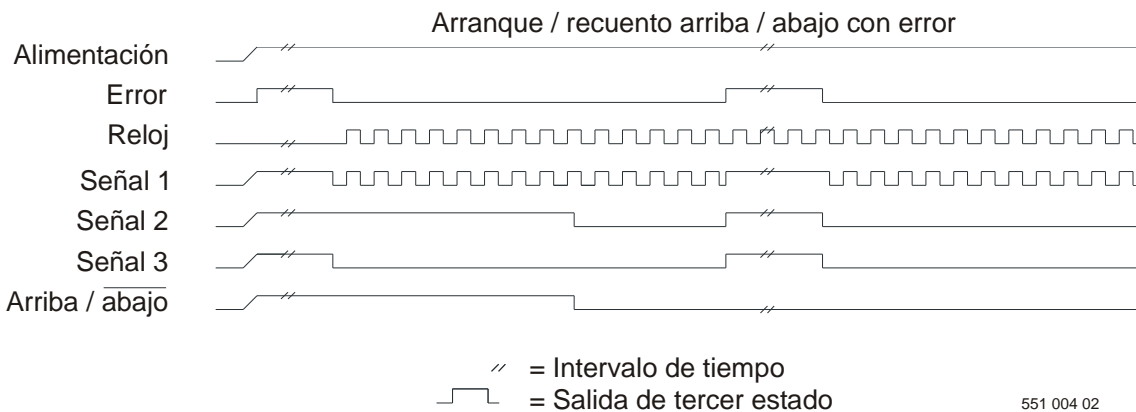 Arranque / recuento arriba / abajo con error
Alimentación
Error
Reloj
Señal 1
Señal 2
Señal 3
Arriba / abajo
= Intervalo de tiempo
= Salida de tercer estado
551 004 02